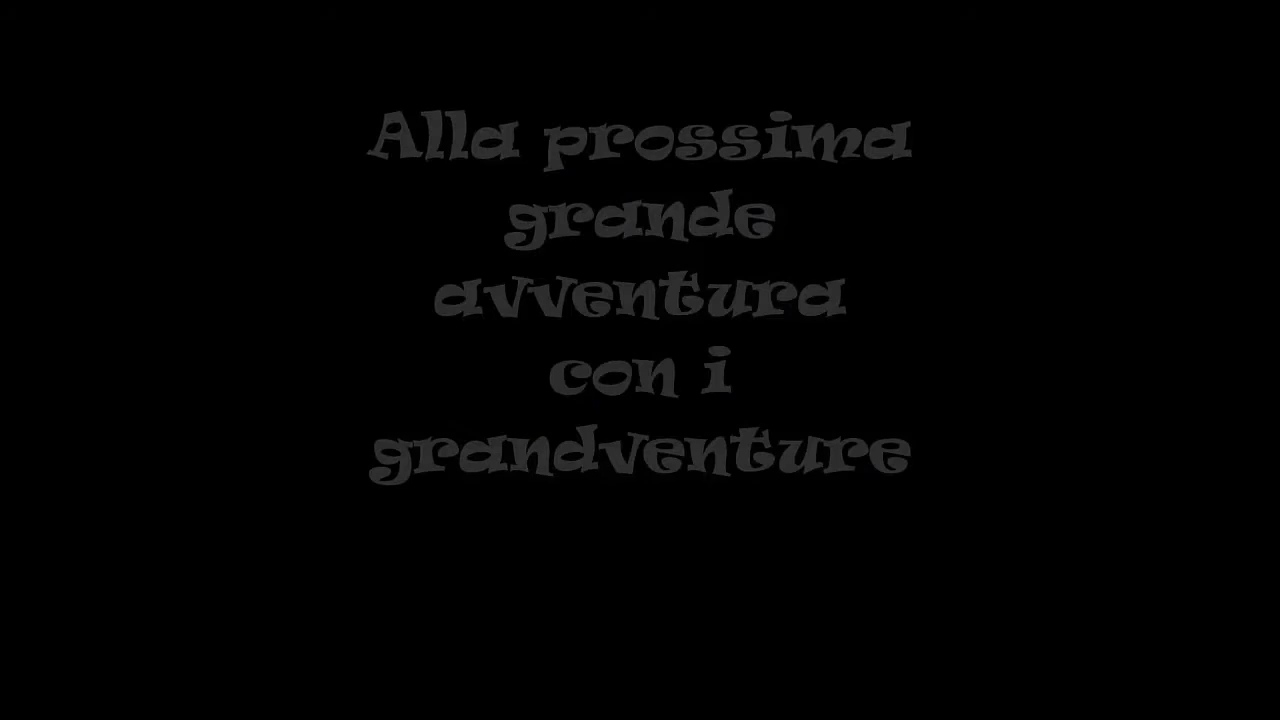 Alla prossima
grande
avventura
con i
grandventure